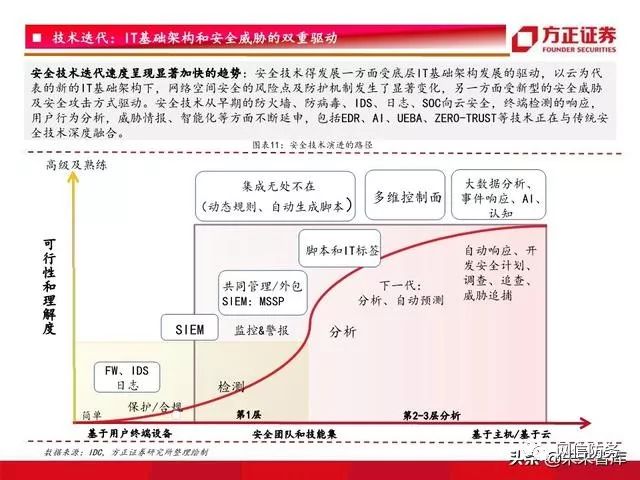 技术迭代：IT基础架构和安全威胁的双重驱动
方正证券
FOUNDER SECURITIES
安全技术迭代速度呈现显著加快的趋势：安全技术得发展一方面受底层IT基础架构发展的驱动，以云为代
表的新的IT基础架构下，网络空间安全的风险点及防护机制发生了显著变化，另一方面受新型的安全威胁
及安全攻击方式驱动。安全技术从早期的防火墙、防病毒、IDS、日志、SOC向云安全，终端检测的响应，
用户行为分析，威胁情报、智能化等方面不断延申，包括EDR、AI、UEBA、ZERO-TRUST等技术正在与传统安
全技术深度融合。
图表11：安全技术演进的路径
高级及熟练
集成无处不在
（动态规则、自动生成脚本）
多维控制面
大数据分析、
事件响应、AI、
认知
可行性和理解度
脚本和IT标签
自动响应、开
发安全计划、
调查、追查、
威胁追捕
共同管理/外包
SIEM：MSSP
下一代：
分析、自动预测
SIEM
监控&警报
分析
FW、IDS
日志
检测
简单
保护/合规
第1层
第2-3层分析
基于用户终端设备
安全团队和技能集
基于主机/基于云
数据来源：IDC，方正证券研究所整理绘制
网信防务
头条@未来智库